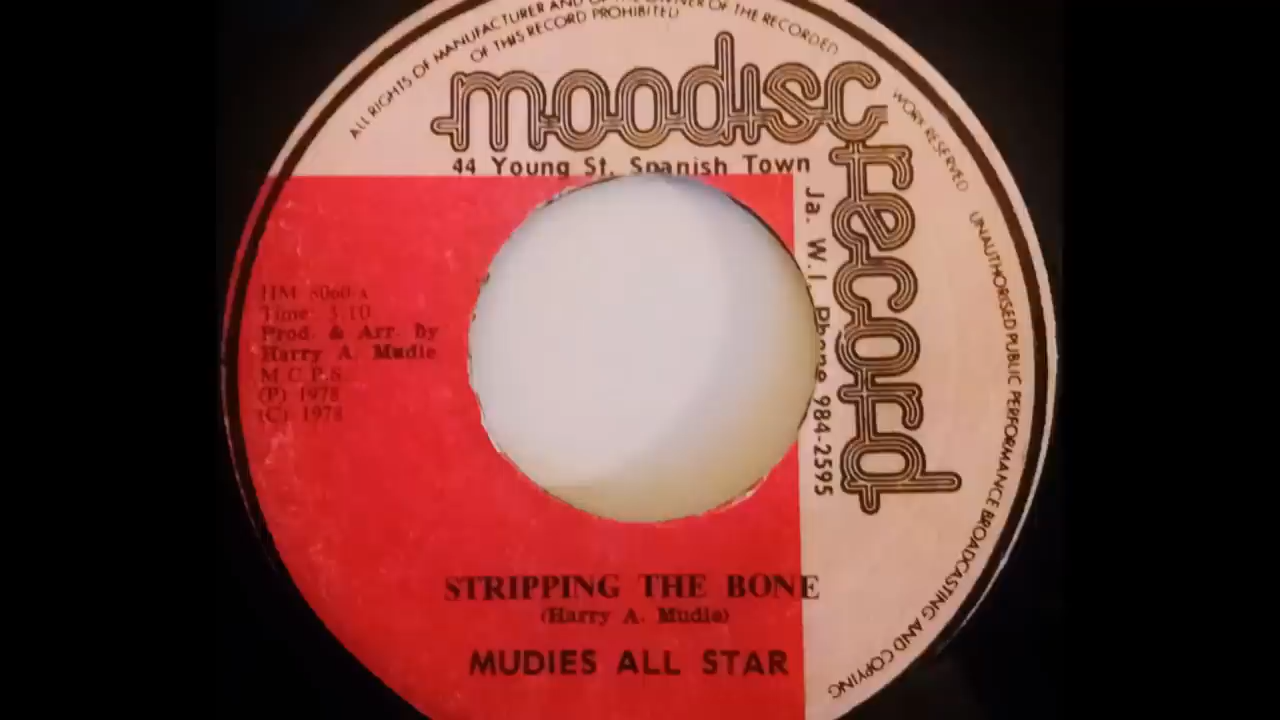 ALL RIGHTS OF MANUFACTURER AND OF THE OWNER OF THE RECORDED
WORK RESERVED
UNAUTHORISED PUBLIC PERFORMANCE BROADCASTING AND COPYING
OF THIS RECORD PROHIBITED
moodisc
record
44 Young St. Spanish Town
Ja. W.I. Phone 984-2595
HM 8060-A
Time 3.10
Prod. & Arr. by
Harry A. Mudie
M.C.P.S.
(P) 1978
(C) 1978
STRIPPING THE BONE
(Harry A. Mudie)
MUDIES ALL STAR